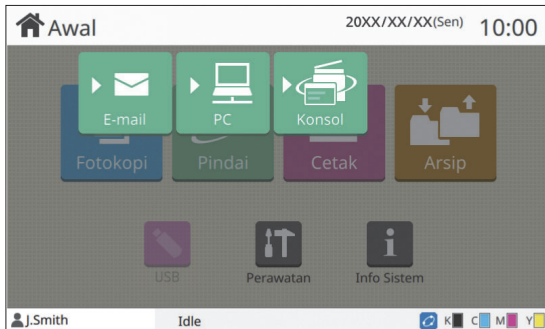 Awal
20XX/XX/XX(Sen) 10:00
E-mail PC Konsol
Fotokopi Pindai Cetak Arsip
USB Perawatan Info Sistem
J.Smith Idle K C M Y